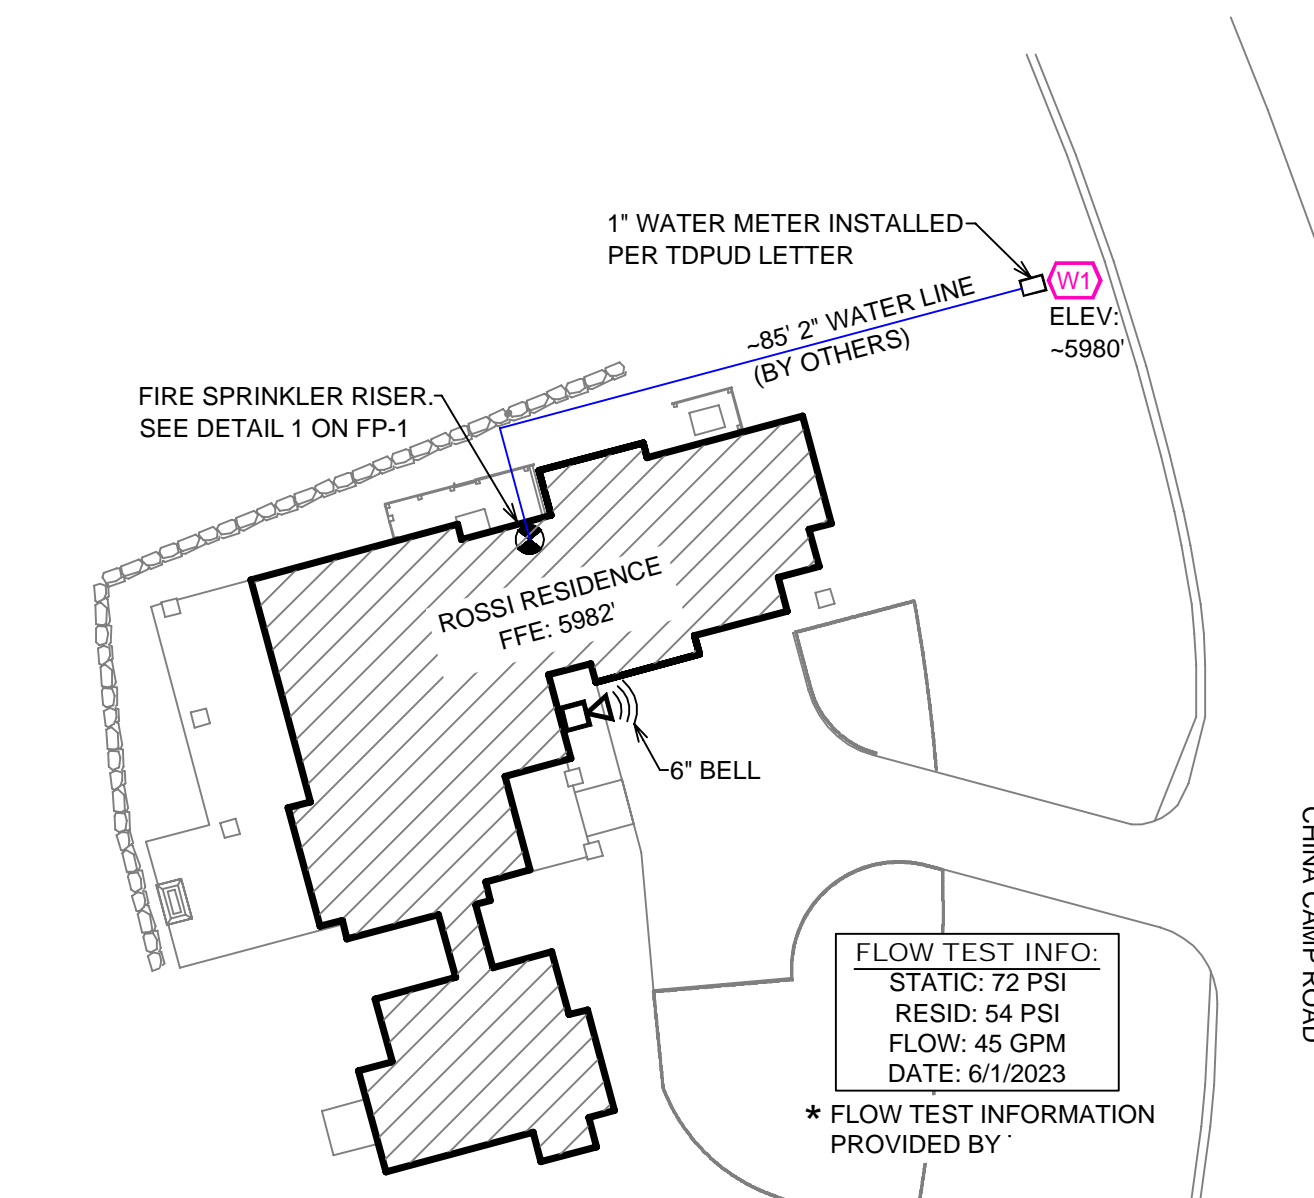 1" WATER METER INSTALLED
PER TDPUD LETTER
W1
ELEV:
~5980'
~85' 2" WATER LINE
(BY OTHERS)
FIRE SPRINKLER RISER.
SEE DETAIL 1 ON FP-1
ROSSI RESIDENCE
FFE: 5982'
6" BELL
CHINA CAMP ROAD
FLOW TEST INFO:
STATIC: 72 PSI
RESID: 54 PSI
FLOW: 45 GPM
DATE: 6/1/2023
* FLOW TEST INFORMATION
PROVIDED BY